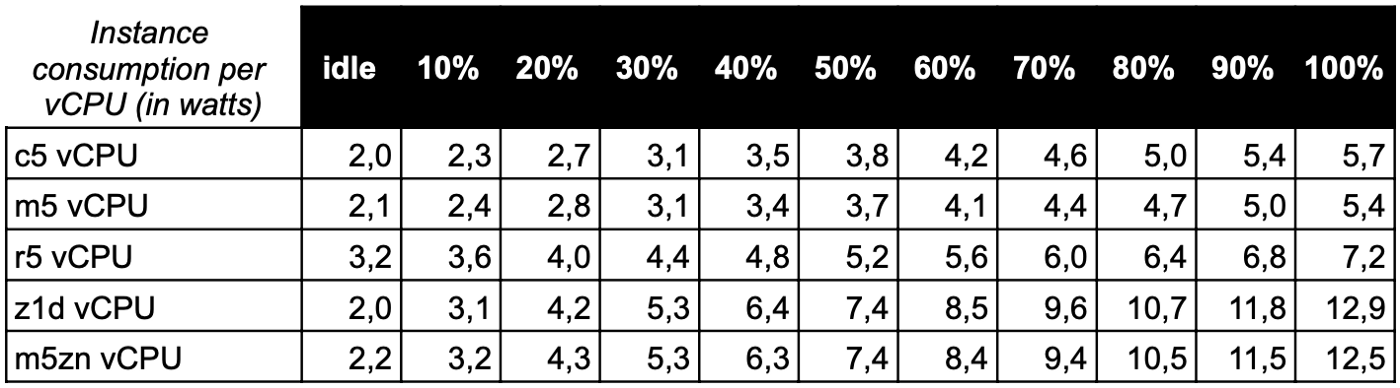 Instance
consumption per
vCPU (in watts)
idle 10% 20% 30% 40% 50% 60% 70% 80% 90% 100%
c5 vCPU 2,0 2,3 2,7 3,1 3,5 3,8 4,2 4,6 5,0 5,4 5,7
m5 vCPU 2,1 2,4 2,8 3,1 3,4 3,7 4,1 4,4 4,7 5,0 5,4
r5 vCPU 3,2 3,6 4,0 4,4 4,8 5,2 5,6 6,0 6,4 6,8 7,2
z1d vCPU 2,0 3,1 4,2 5,3 6,4 7,4 8,5 9,6 10,7 11,8 12,9
m5zn vCPU 2,2 3,2 4,3 5,3 6,3 7,4 8,4 9,4 10,5 11,5 12,5